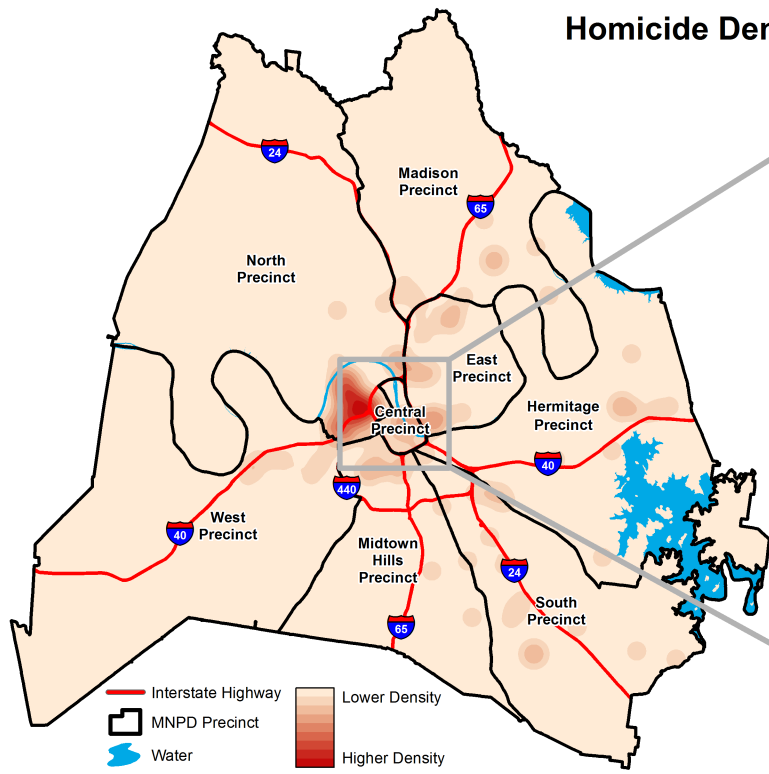 Homicide Den
24
Madison
Precinct
65
North
Precinct
East
Precinct
Central
Precinct
Hermitage
Precinct
40
440
West
Precinct
40
Midtown
Hills
Precinct
24
South
Precinct
65
Interstate Highway
MNPD Precinct
Water
Lower Density
Higher Density